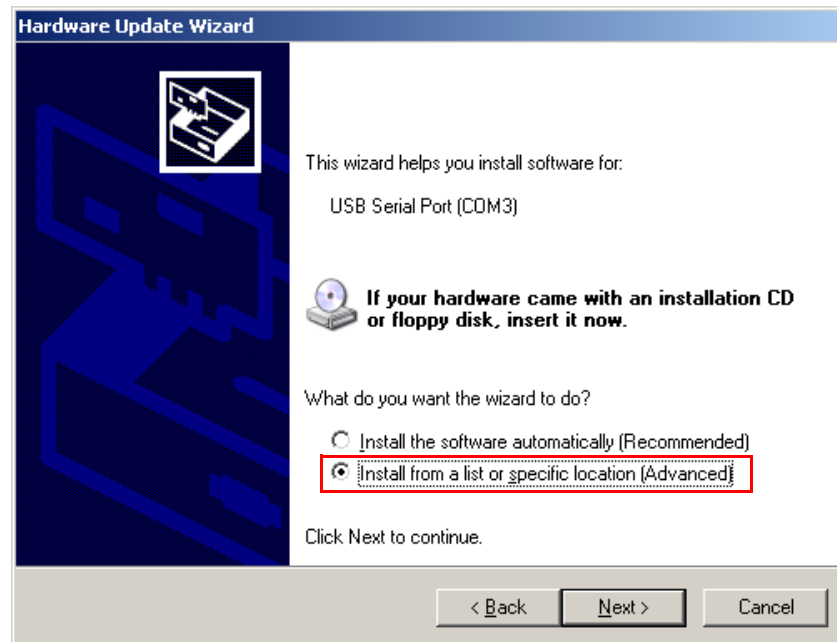 Hardware Update Wizard
This wizard helps you install software for:
USB Serial Port (COM3)
If your hardware came with an installation CD
or floppy disk, insert it now.
What do you want the wizard to do?
Install the software automatically (Recommended)
Install from a list or specific location (Advanced)
Click Next to continue.
< Back Next > Cancel